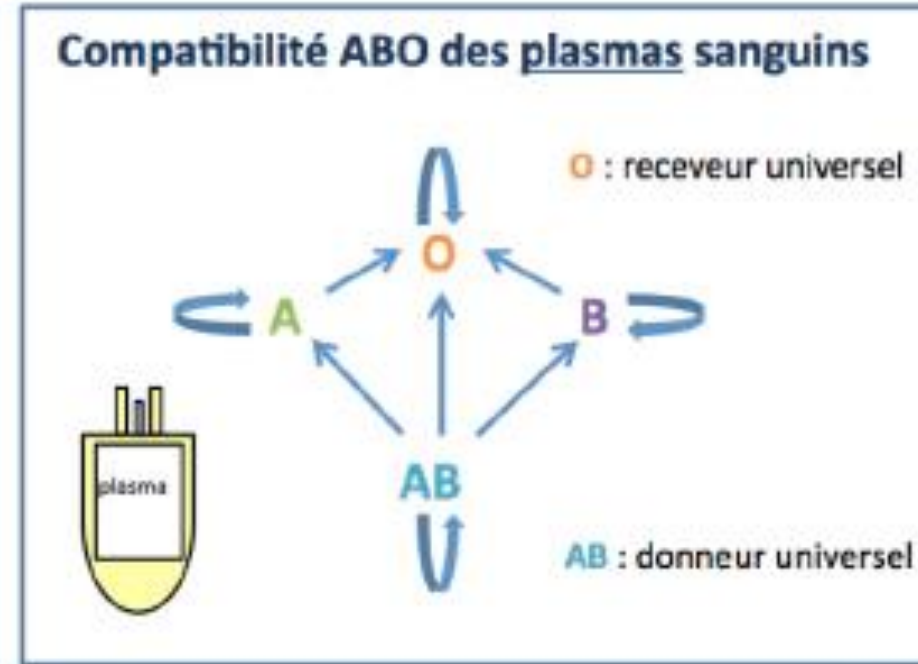 Compatibilité ABO des plasmas sanguins
O : receveur universel
O
A
B
plasma
AB
AB : donneur universel